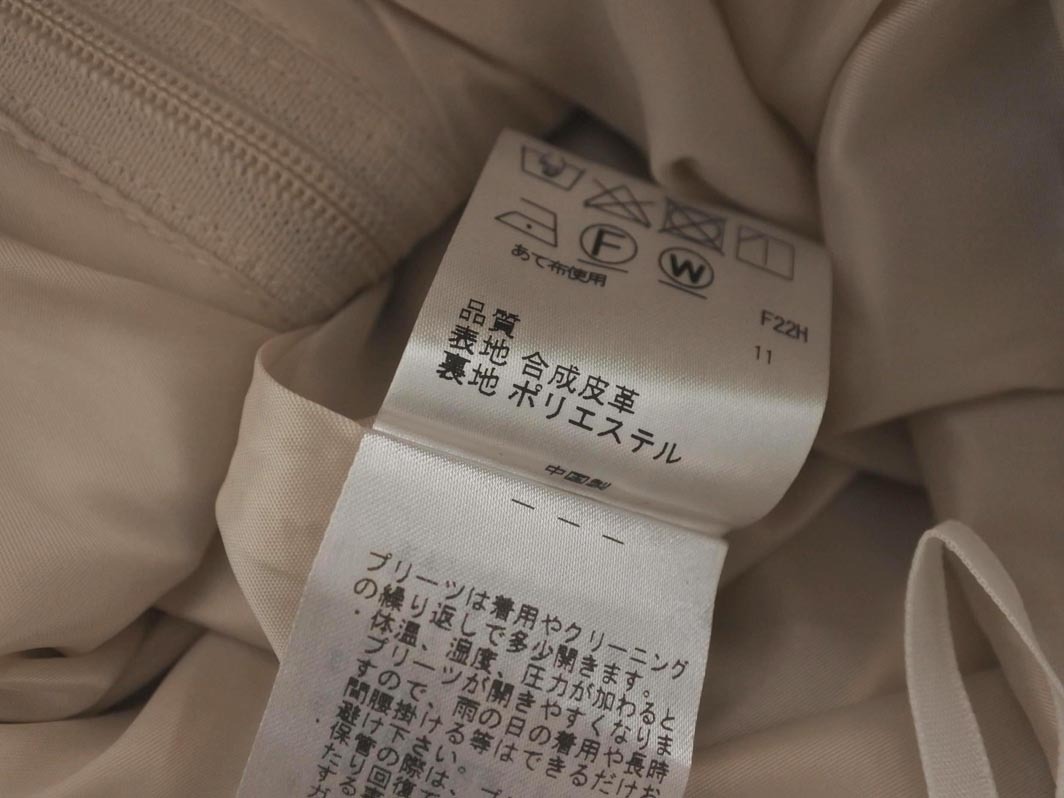 F
W
あて布使用
F22H
11
品質
表地 合成皮革
裏地 ポリエステル
中国製
プリーツは着用やクリーニング
の繰り返しで多少開きます。
・体温、湿度、圧力が加わると
プリーツが開きやすくなりま
すので、雨の日の着用や長時
間腰掛ける等はできるだけお
避け下さい。
・保管の際は、